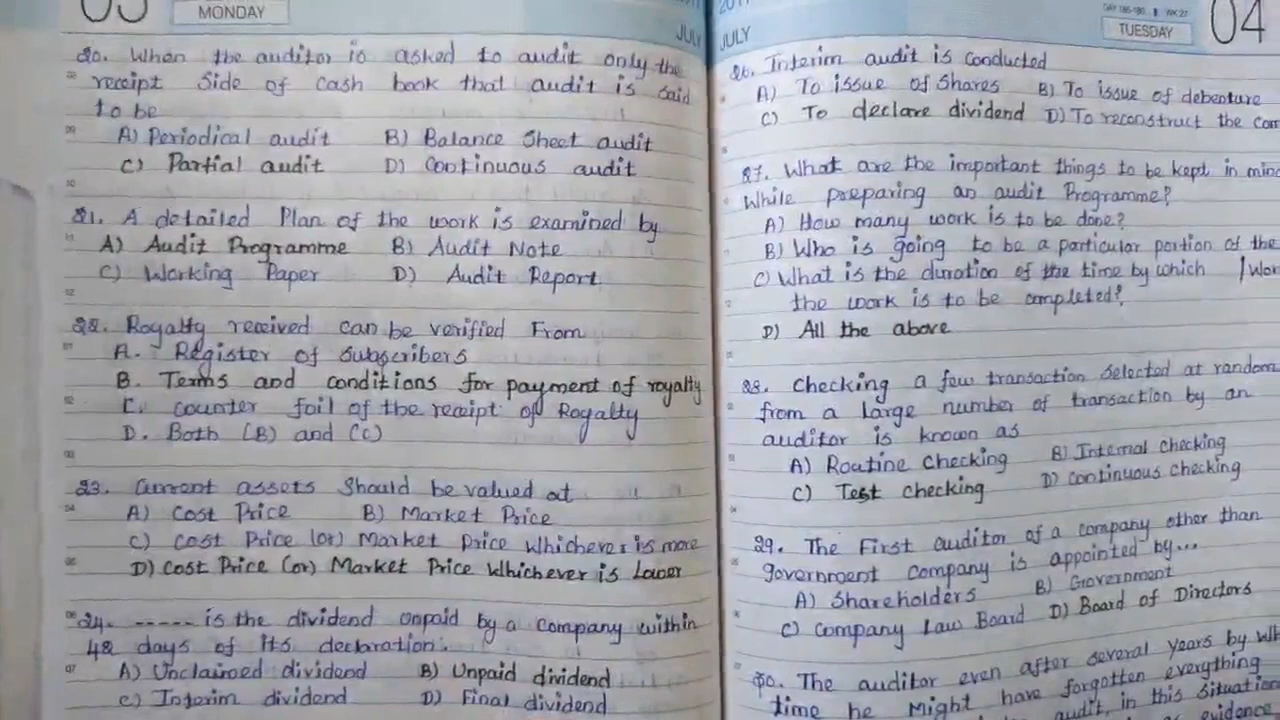 03
MONDAY
JULY
20. When the auditor is asked to audit only the
receipt side of cash book that audit is said
to be
A) Periodical audit B) Balance Sheet audit
C) Partial audit D) Continuous audit
21. A detailed Plan of the work is examined by
A) Audit Programme B) Audit Note
C) Working Paper D) Audit Report.
22. Royalty received can be verified From
A. Register of Subscribers
B. Terms and conditions for payment of royalty
C. counter foil of the receipt of Royalty
D. Both (B) and (C)
23. Current assets Should be valued at
A) Cost Price B) Market Price
C) Cost Price (or) Market Price Whichever is more
D) Cost Price (or) Market Price Whichever is Lower
24. ----- is the dividend unpaid by a Company within
42 days of its declaration.
A) Unclaimed dividend B) Unpaid dividend
C) Interim dividend D) Final dividend
JULY
DAY 185-180 WK 27
TUESDAY
04
26. Interim audit is Conducted
A) To issue of Shares B) To issue of debenture
C) To declare dividend D) To reconstruct the com
27. What are the important things to be kept in mind
While preparing an audit Programme?
A) How many work is to be done?
B) Who is going to be a particular portion of the
C) What is the duration of the time by which /Wor
the work is to be completed?
D) All the above
28. Checking a few transaction Selected at random
from a large number of transaction by an
auditor is known as
A) Routine Checking B) Internal Checking
C) Test checking D) Continuous checking
29. The First auditor of a company other than
government Company is appointed by...
A) Shareholders B) Government
C) Company Law Board D) Board of Directors
30. The auditor even after several years by wh
time he Might have forgotten everything
audit, in this situation
evidence